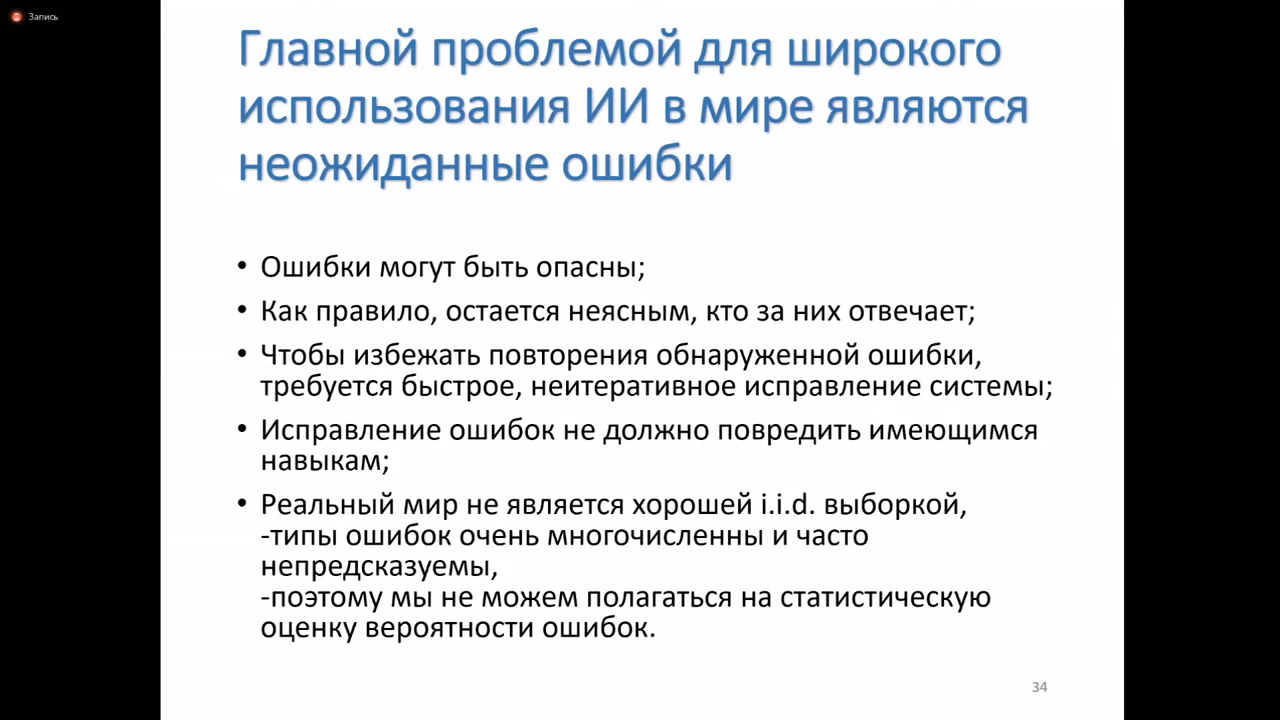 Запись
Главной проблемой для широкого
использования ИИ в мире являются
неожиданные ошибки
• Ошибки могут быть опасны;
• Как правило, остается неясным, кто за них отвечает;
• Чтобы избежать повторения обнаруженной ошибки,
требуется быстрое, неитеративное исправление системы;
• Исправление ошибок не должно повредить имеющимся
навыкам;
• Реальный мир не является хорошей i.i.d. выборкой,
-типы ошибок очень многочисленны и часто
непредсказуемы,
-поэтому мы не можем полагаться на статистическую
оценку вероятности ошибок.
34